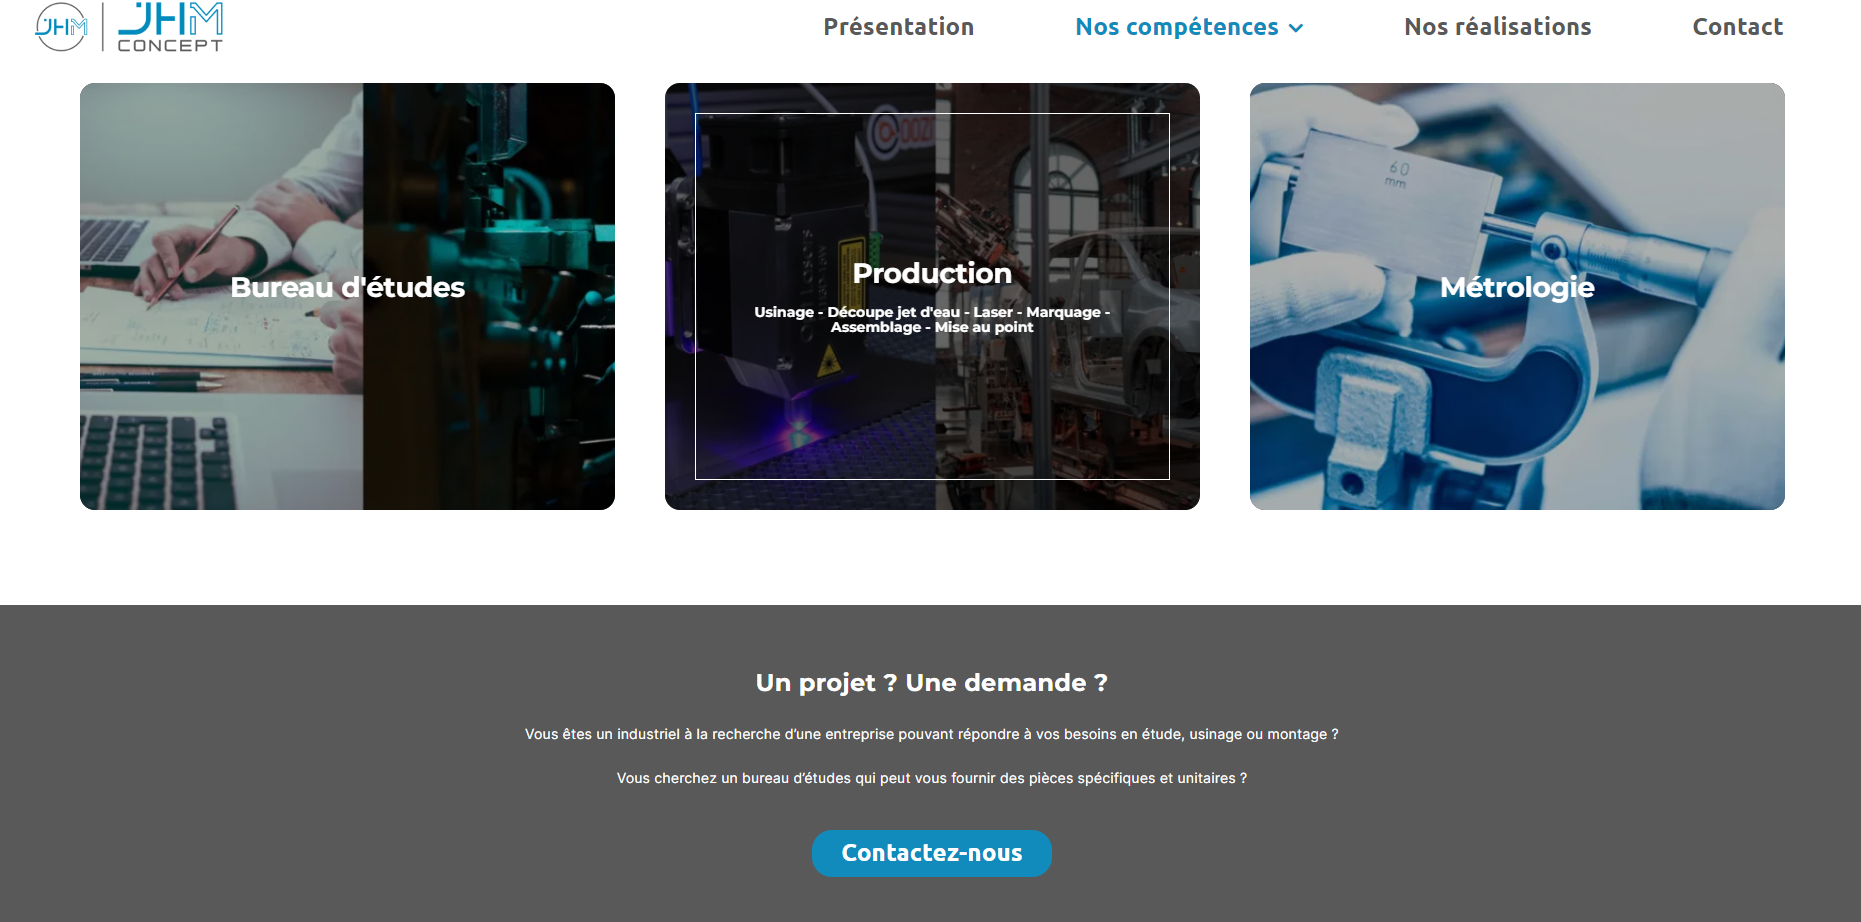 JHM
JHM
CONCEPT
Présentation
Nos compétences
Nos réalisations
Contact
Bureau d'études
Production
Usinage - Découpe jet d'eau - Laser - Marquage -
Assemblage - Mise au point
60
mm
Métrologie
Un projet ? Une demande ?
Vous êtes un industriel à la recherche d’une entreprise pouvant répondre à vos besoins en étude, usinage ou montage ?
Vous cherchez un bureau d’études qui peut vous fournir des pièces spécifiques et unitaires ?
Contactez-nous